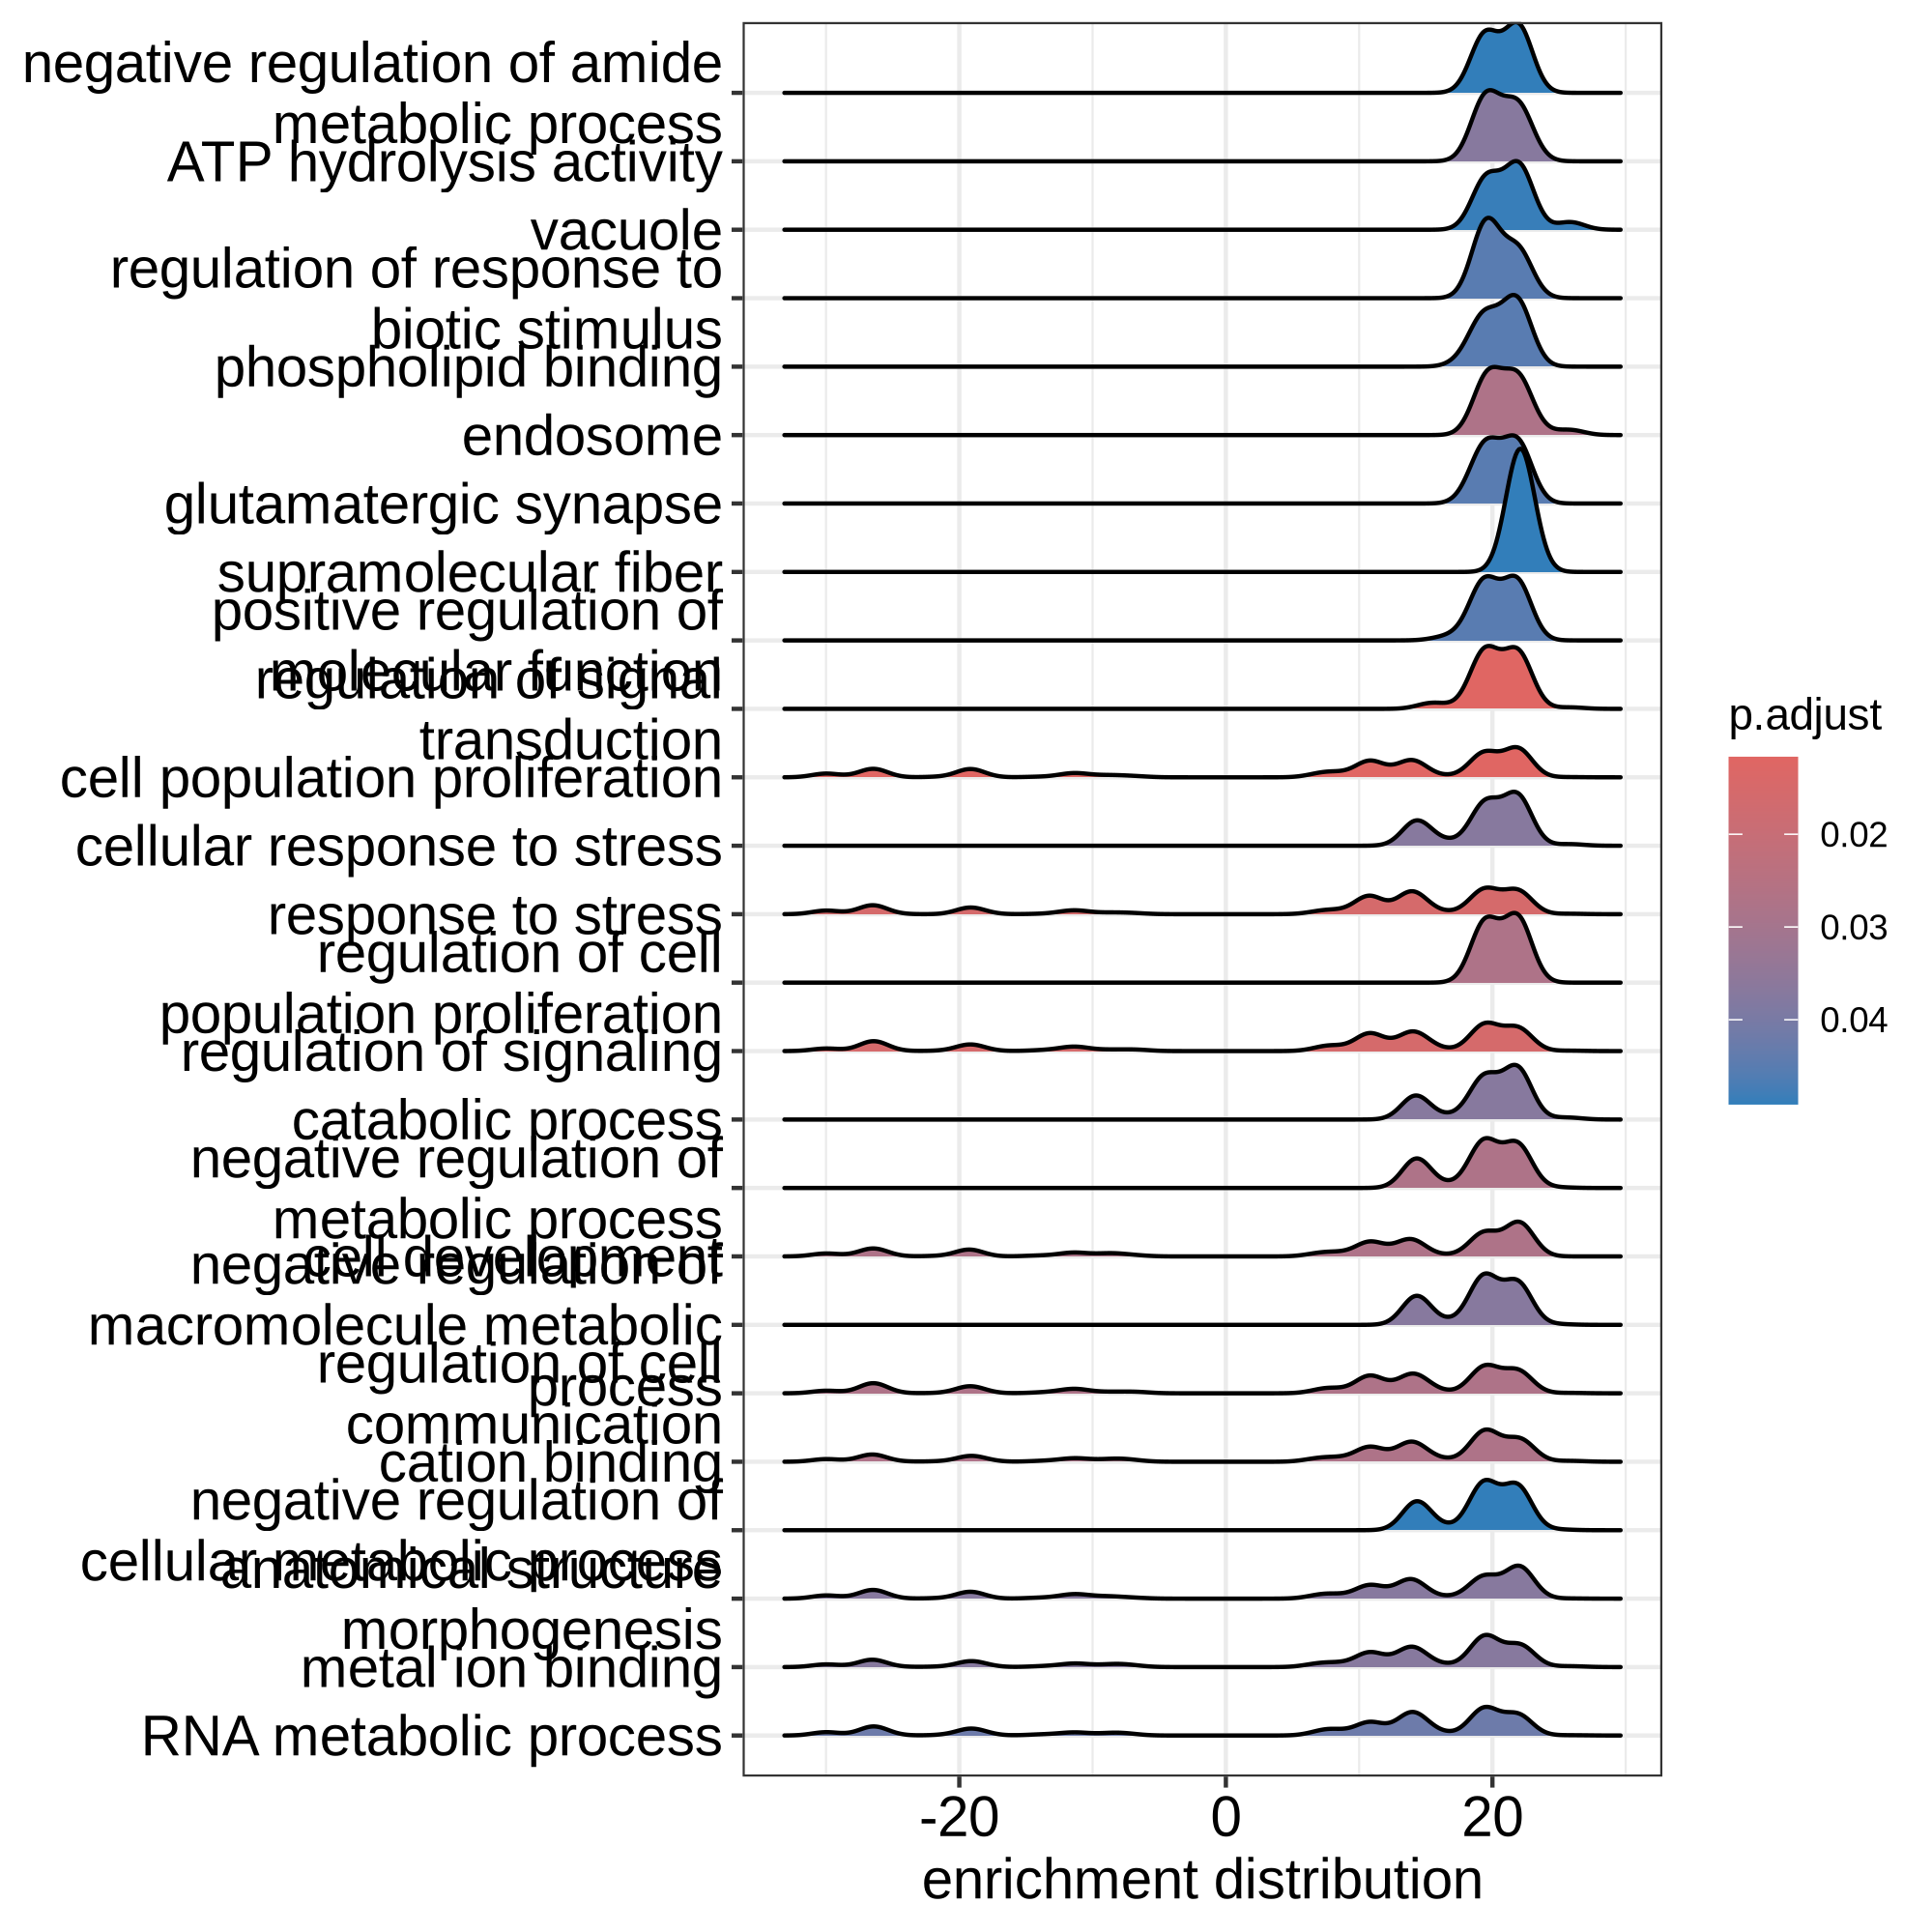 negative regulation of amide
metabolic process
ATP hydrolysis activity
vacuole
regulation of response to
biotic stimulus
phospholipid binding
endosome
glutamatergic synapse
supramolecular fiber
positive regulation of
molecular function
regulation of signal
transduction
cell population proliferation
cellular response to stress
response to stress
regulation of cell
population proliferation
regulation of signaling
catabolic process
negative regulation of
metabolic process
cell development
negative regulation of
macromolecule metabolic
process
regulation of cell
communication
cation binding
negative regulation of
cellular metabolic process
anatomical structure
morphogenesis
metal ion binding
RNA metabolic process
-20 0 20
enrichment distribution
p.adjust
0.02
0.03
0.04